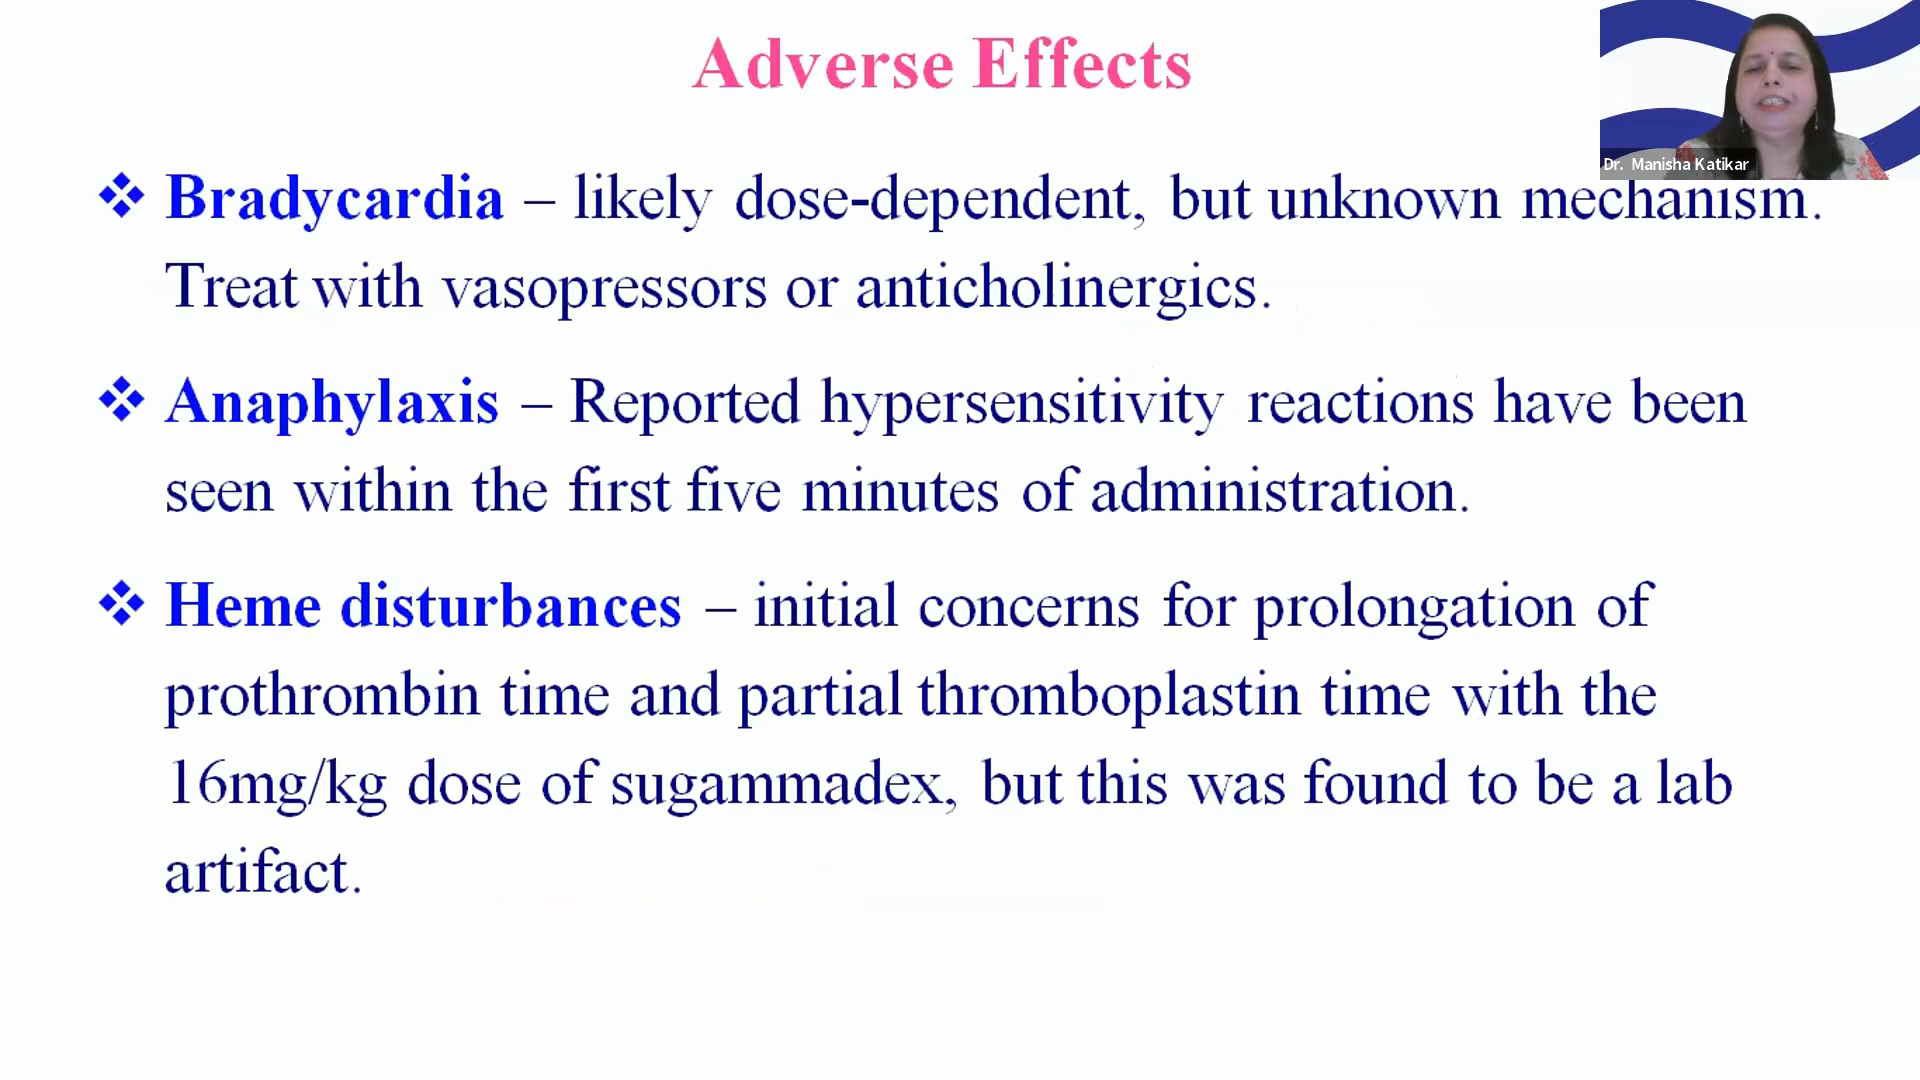 Adverse Effects
Dr. Manisha Katikar
❖ Bradycardia – likely dose-dependent, but unknown mechanism.
Treat with vasopressors or anticholinergics.
❖ Anaphylaxis – Reported hypersensitivity reactions have been
seen within the first five minutes of administration.
❖ Heme disturbances – initial concerns for prolongation of
prothrombin time and partial thromboplastin time with the
16mg/kg dose of sugammadex, but this was found to be a lab
artifact.